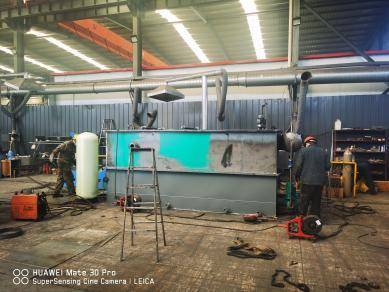 HUAWEI Mate 30 Pro
SuperSensing Cine Camera | LEICA